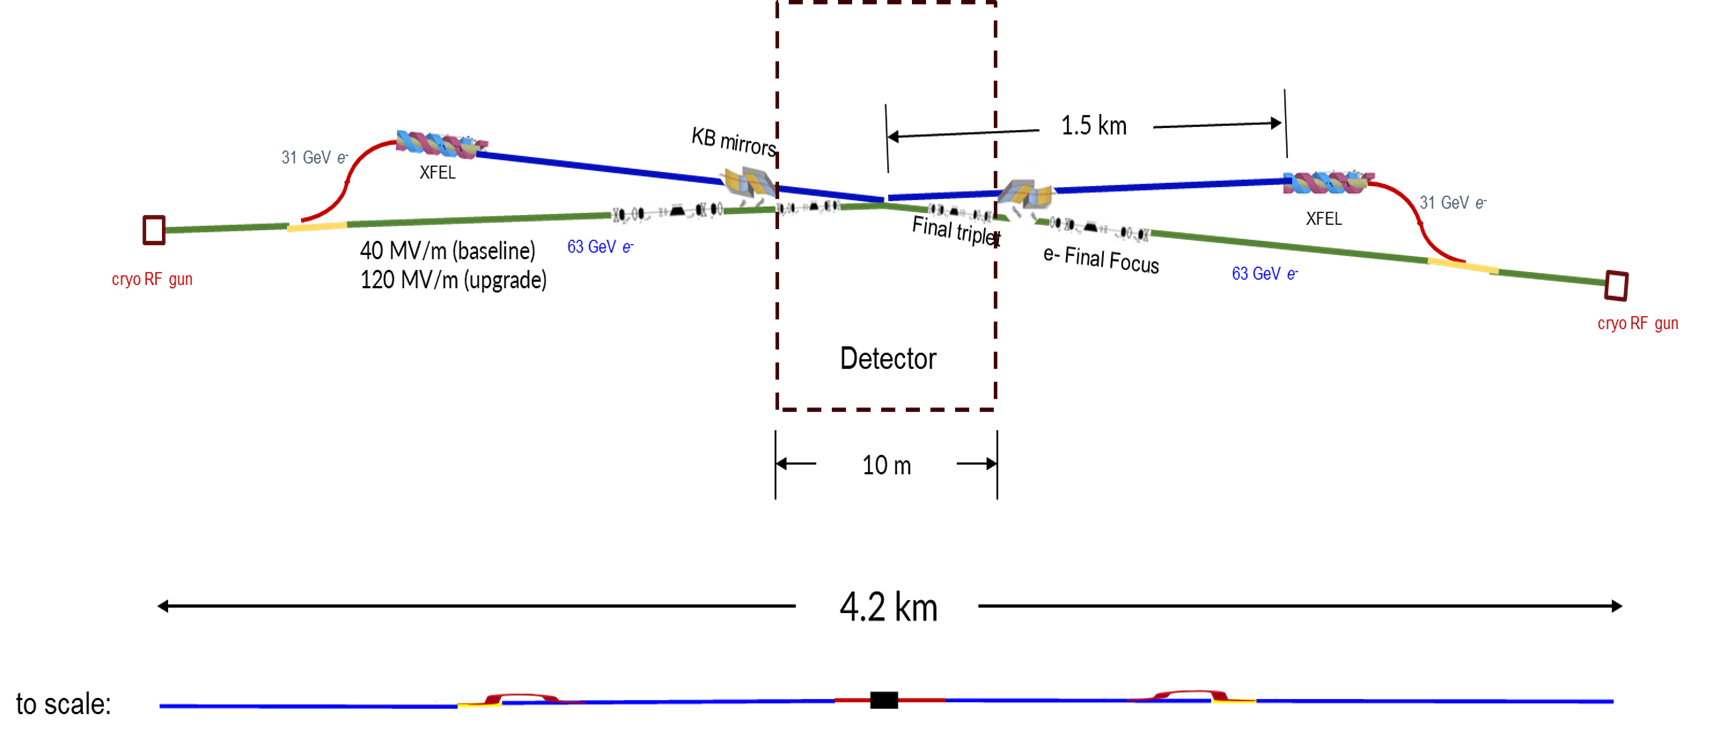 KB mirrors
1.5 km
31 GeV e-
XFEL
31 GeV e-
XFEL
cryo RF gun
40 MV/m (baseline)
120 MV/m (upgrade)
63 GeV e-
Final triplet
e- Final Focus
63 GeV e-
cryo RF gun
Detector
10 m
4.2 km
to scale: